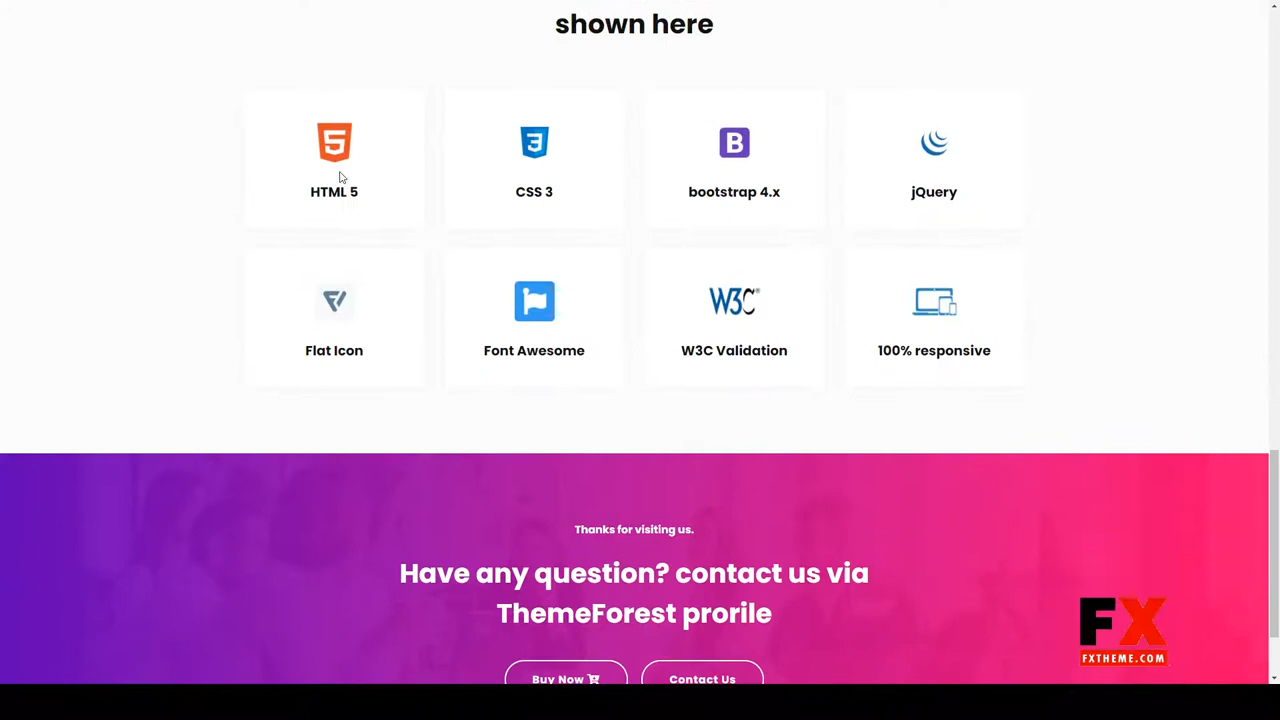 shown here
HTML 5
CSS 3
bootstrap 4.x
jQuery
Flat Icon
Font Awesome
W3C®
W3C Validation
100% responsive
Thanks for visiting us.
Have any question? contact us via
ThemeForest prorile
Buy Now
Contact Us
FX
FXTHEME.COM